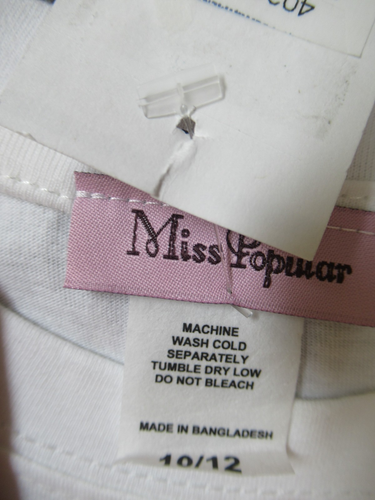 Miss Popular
MACHINE
WASH COLD
SEPARATELY
TUMBLE DRY LOW
DO NOT BLEACH
MADE IN BANGLADESH
10/12